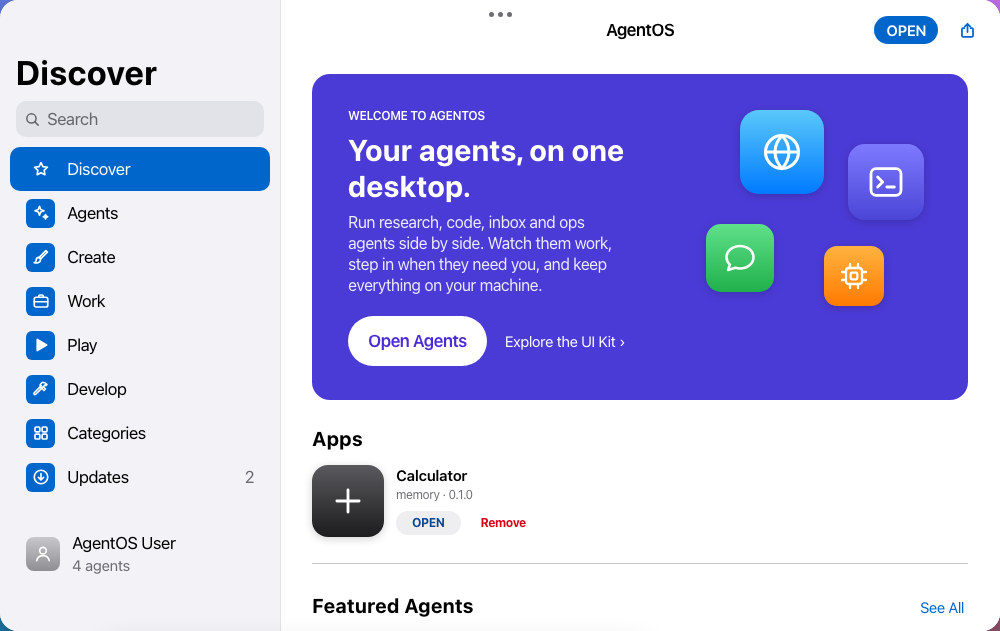 Discover
Search
Discover
Agents
Create
Work
Play
Develop
Categories
Updates 2
AgentOS User
4 agents
AgentOS
OPEN
WELCOME TO AGENTOS
Your agents, on one
desktop.
Run research, code, inbox and ops
agents side by side. Watch them work,
step in when they need you, and keep
everything on your machine.
Open Agents
Explore the UI Kit ›
Apps
Calculator
memory · 0.1.0
OPEN
Remove
Featured Agents
See All